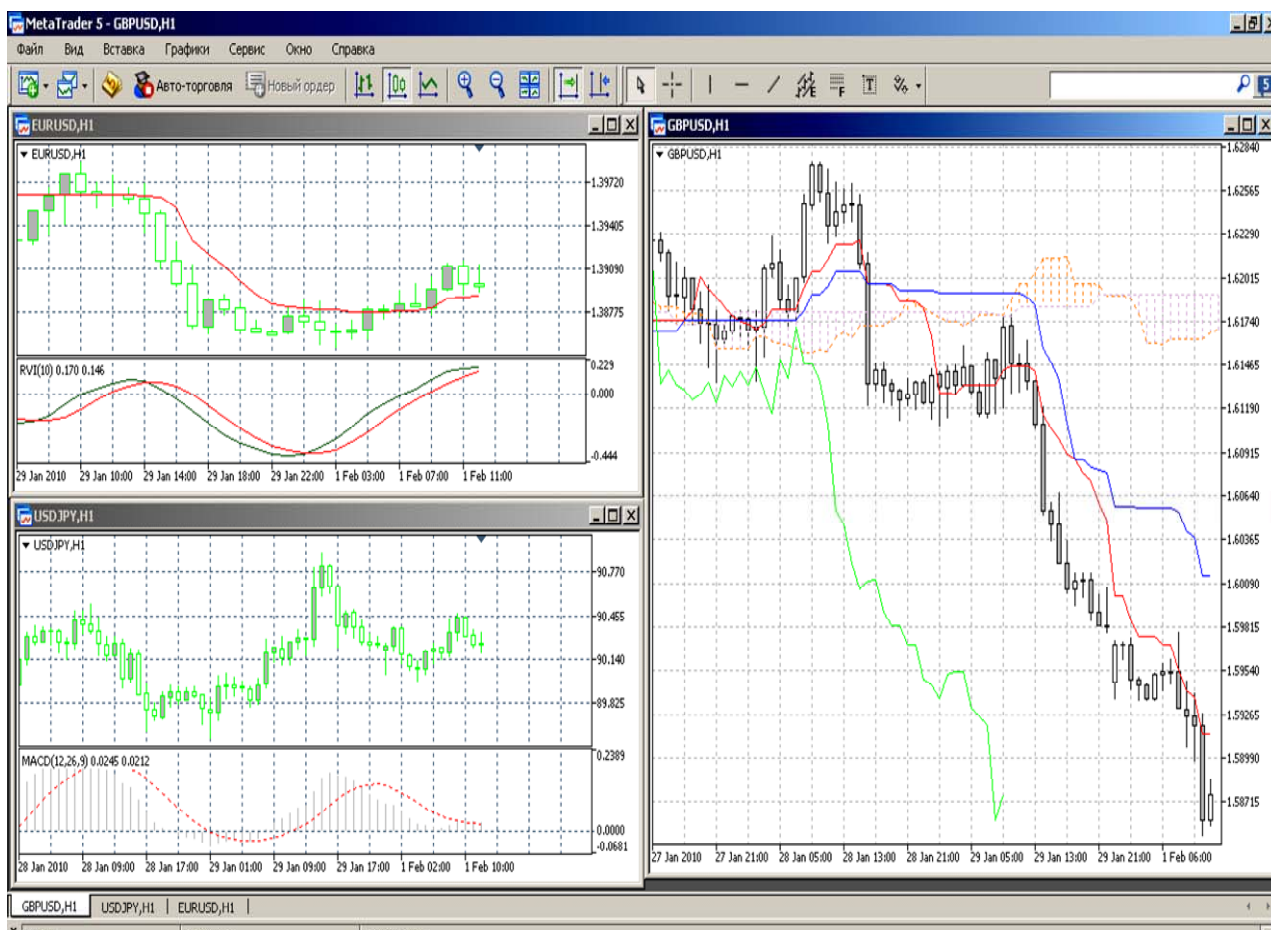 MetaTrader 5 - GBPUSD,H1
Файл Вид Вставка Графики Сервис Окно Справка
Авто-торговля Новый ордер E F T 5
EURUSD,H1
EURUSD,H1
1.39720
1.39405
1.39090
1.38775
RVI(10) 0.170 0.146
0.229
0.000
-0.444
29 Jan 2010 29 Jan 10:00 29 Jan 14:00 29 Jan 18:00 29 Jan 22:00 1 Feb 03:00 1 Feb 07:00 1 Feb 11:00
USDJPY,H1
USDJPY,H1
90.770
90.455
90.140
89.825
MACD(12,26,9) 0.0245 0.0212
0.2389
0.0000
-0.0681
28 Jan 2010 28 Jan 09:00 28 Jan 17:00 29 Jan 01:00 29 Jan 09:00 29 Jan 17:00 1 Feb 02:00 1 Feb 10:00
GBPUSD,H1
GBPUSD,H1
1.62840
1.62565
1.62290
1.62015
1.61740
1.61465
1.61190
1.60915
1.60640
1.60365
1.60090
1.59815
1.59540
1.59265
1.58990
1.58715
27 Jan 2010 27 Jan 21:00 28 Jan 05:00 28 Jan 13:00 28 Jan 21:00 29 Jan 05:00 29 Jan 13:00 29 Jan 21:00 1 Feb 06:00
GBPUSD,H1 USDJPY,H1 EURUSD,H1